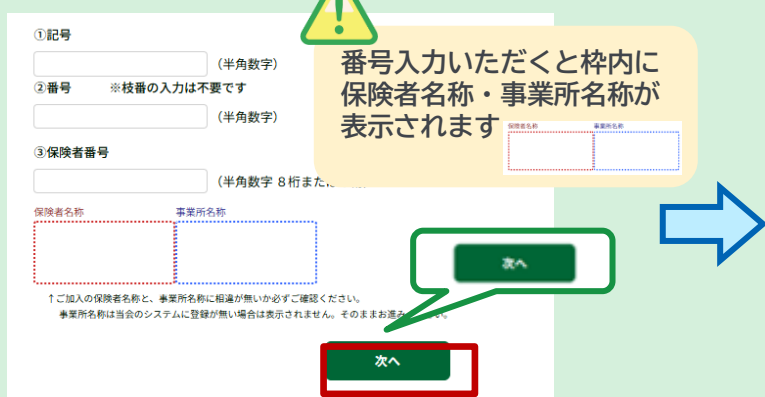 ①記号
(半角数字)
②番号 ※枝番の入力は不要です
(半角数字)
③保険者番号
(半角数字 8桁また
保険者名称 事業所名称
↑ご加入の保険者名称と、事業所名称に相違が無いか必ずご確認ください。
事業所名称は当会のシステムに登録が無い場合は表示されません。そのままお進み
次へ
番号入力いただくと枠内に
保険者名称・事業所名称が
表示されます
保険者名称 事業所名称
次へ